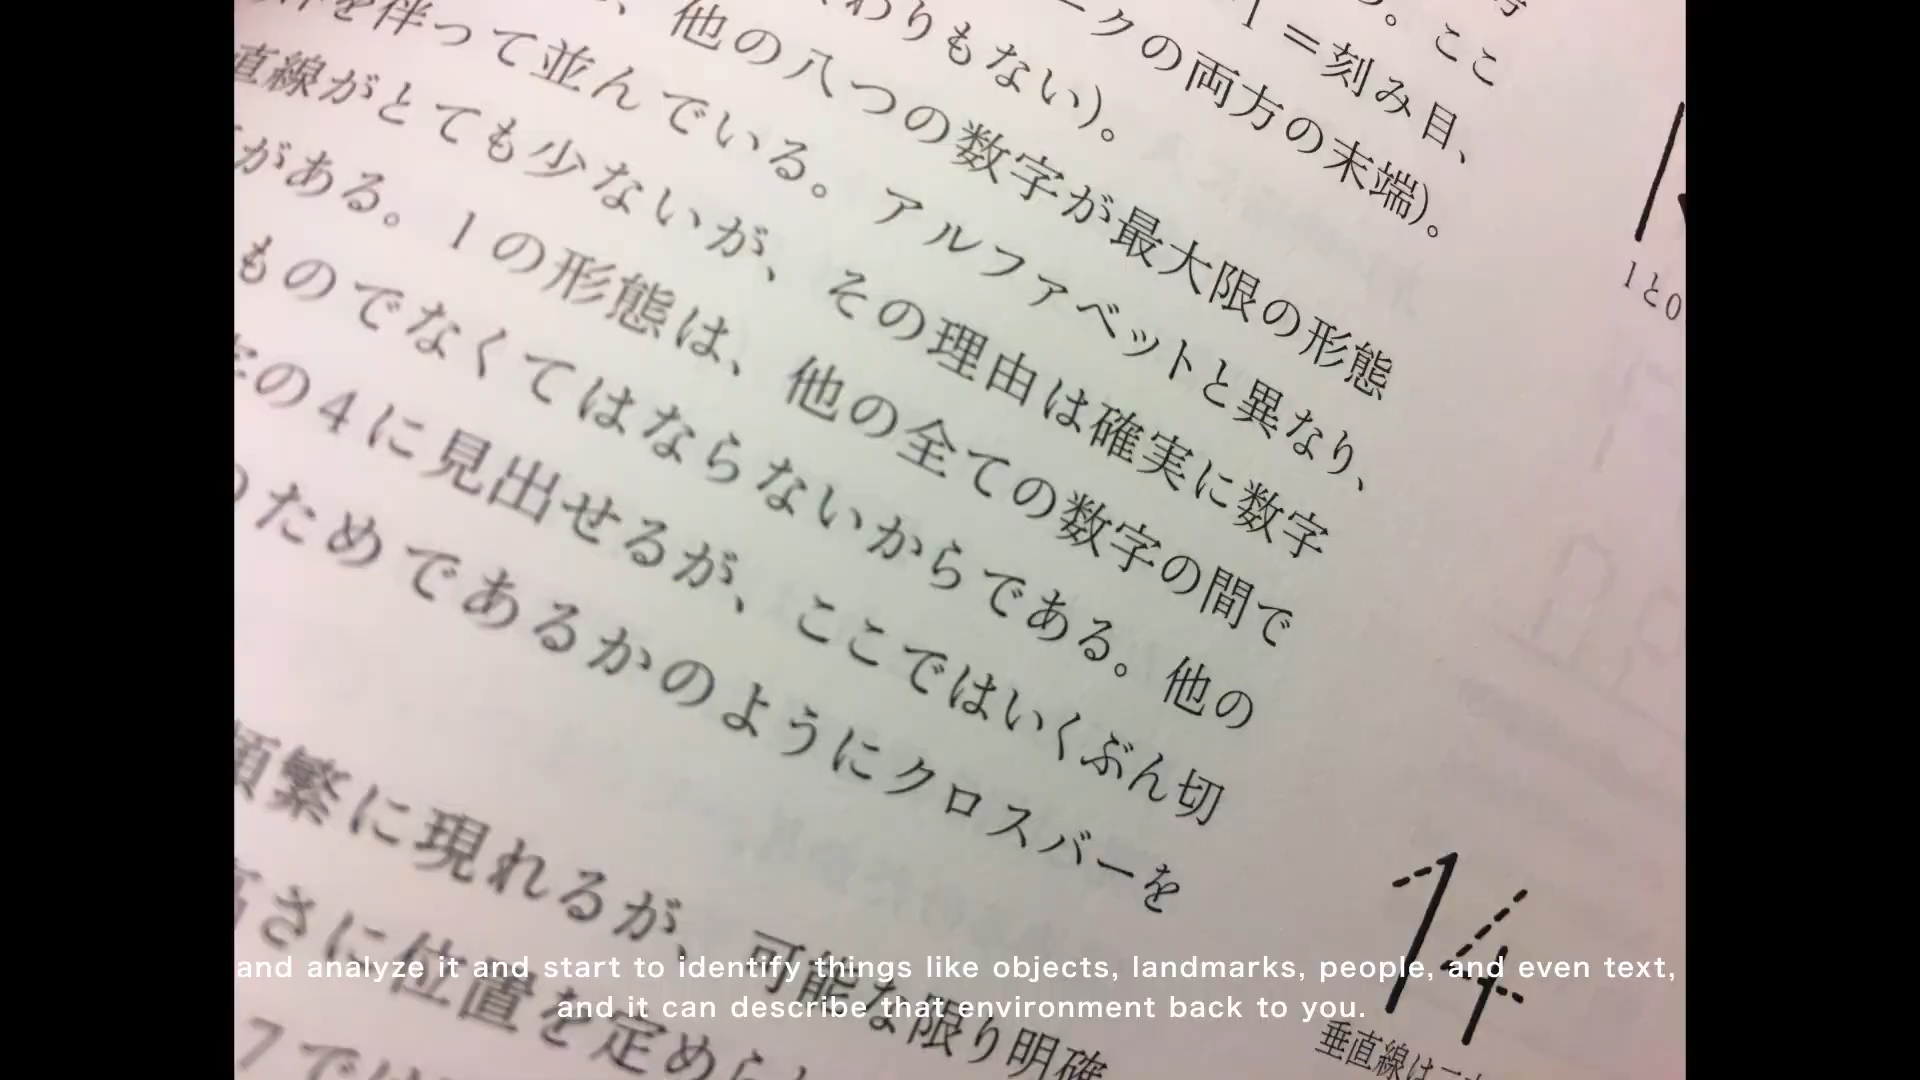 。ここ
1＝刻み目、
ークの両方の末端)。
わりもない)。
、他の八つの数字が最大限の形態
を伴って並んでいる。アルファベットと異なり、
直線がとても少ないが、その理由は確実に数字
がある。1の形態は、他の全ての数字の間で
ものでなくてはならないからである。他の
の4に見出せるが、ここではいくぶん切
のためであるかのようにクロスバーを
頻繁に現れるが、可能な限り明確
高さに位置を定めら
7では
1と0
14
垂直線は二
and analyze it and start to identify things like objects, landmarks, people, and even text,
and it can describe that environment back to you.